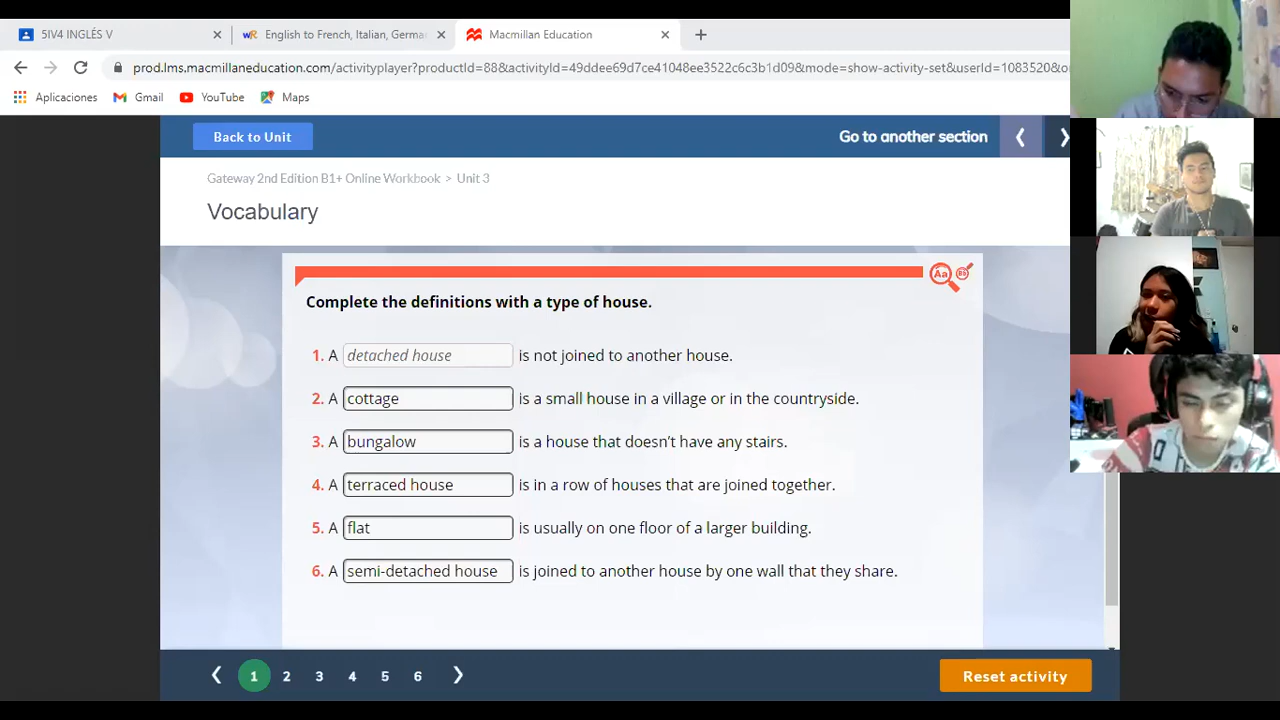 5IV4 INGLÉS V
English to French, Italian, Germa
Macmillan Education
prod.lms.macmillaneducation.com/activityplayer?productId=88&activityId=49ddee69d7ce41048ee3522c6c3b1d09&mode=show-activity-set&userId=1083520&o
Aplicaciones
Gmail
YouTube
Maps
Back to Unit
Go to another section
Gateway 2nd Edition B1+ Online Workbook > Unit 3
Vocabulary
Aa
Complete the definitions with a type of house.
1. A detached house is not joined to another house.
2. A cottage is a small house in a village or in the countryside.
3. A bungalow is a house that doesn't have any stairs.
4. A terraced house is in a row of houses that are joined together.
5. A flat is usually on one floor of a larger building.
6. A semi-detached house is joined to another house by one wall that they share.
1 2 3 4 5 6
Reset activity